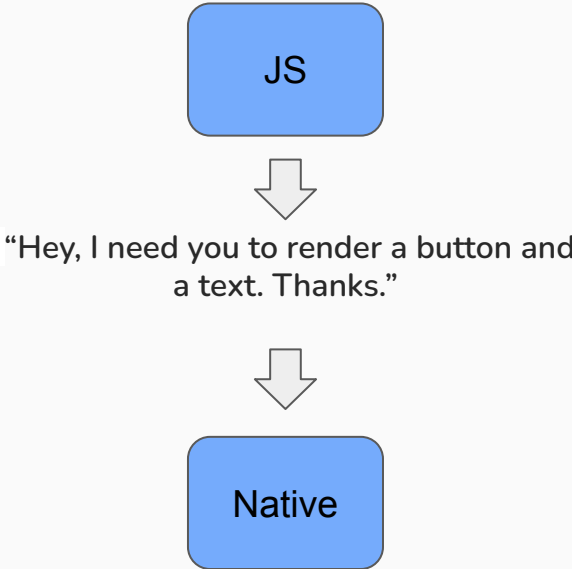 JS
“Hey, I need you to render a button and
a text. Thanks.”
Native